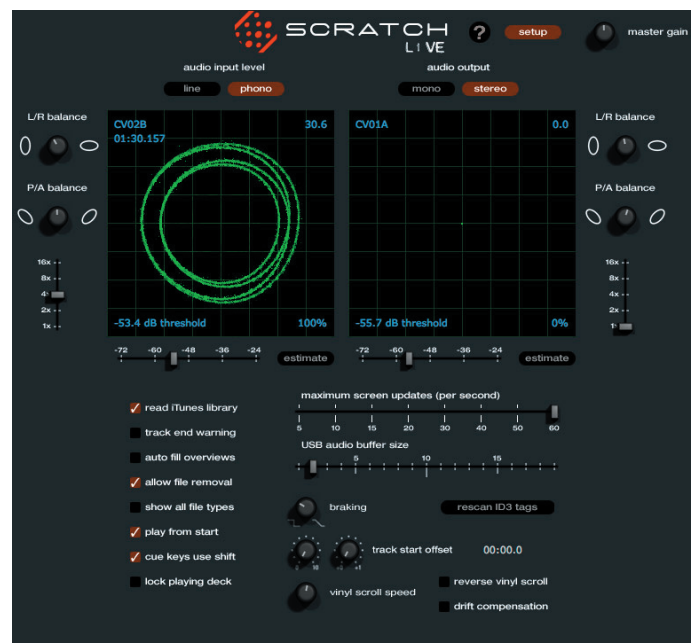 SCRATCH
LIVE
?
setup
master gain
audio input level
audio output
line
phono
mono
stereo
L/R balance
L/R balance
CV02B
30.6
01:30.157
CV01A
0.0
P/A balance
P/A balance
16x
8x
4x
2x
1x
16x
8x
4x
2x
1x
-53.4 dB threshold
100%
-55.7 dB threshold
0%
-72 -60 -48 -36 -24
estimate
-72 -60 -48 -36 -24
estimate
read iTunes library
track end warning
auto fill overviews
allow file removal
show all file types
play from start
cue keys use shift
lock playing deck
maximum screen updates (per second)
5 10 15 20 30 40 50 60
USB audio buffer size
5 10 15
braking
rescan ID3 tags
track start offset
00:00.0
vinyl scroll speed
reverse vinyl scroll
drift compensation